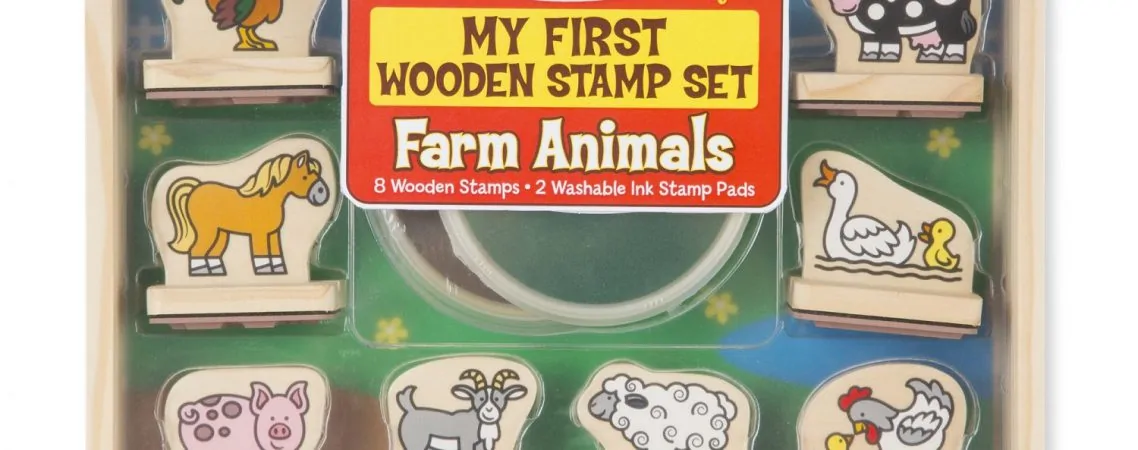 MY FIRST
WOODEN STAMP SET
Farm Animals
8 Wooden Stamps • 2 Washable Ink Stamp Pads